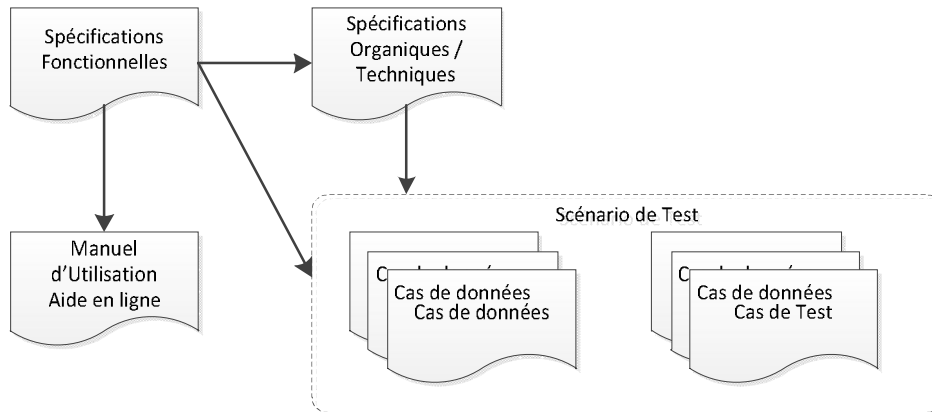 Spécifications
Fonctionnelles
Spécifications
Organiques /
Techniques
Manuel
d’Utilisation
Aide en ligne
Scénario de Test
Cas de données
Cas de données
Cas de données
Cas de Test